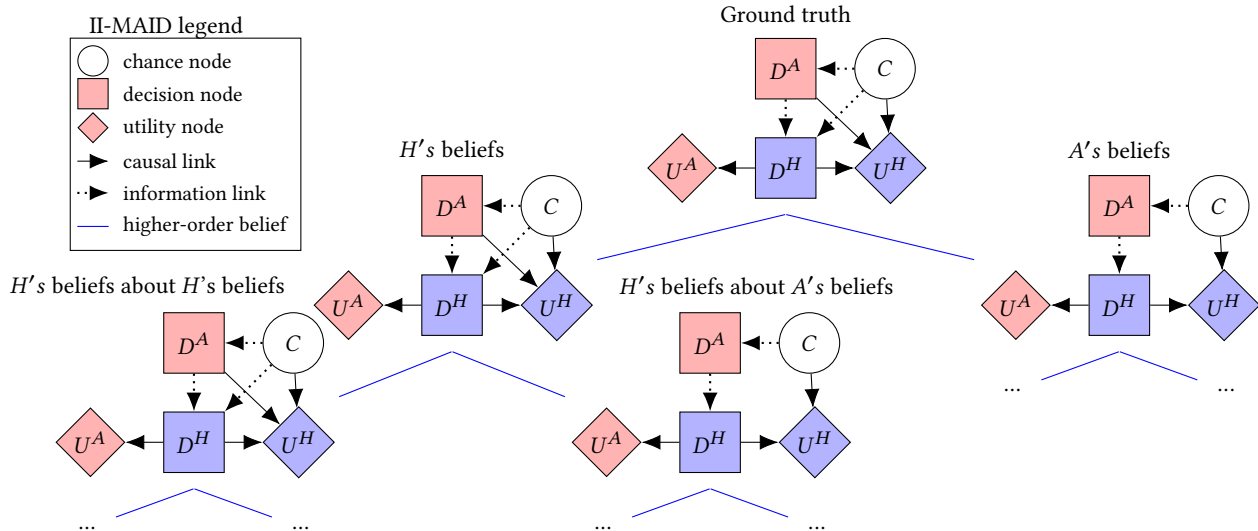 II-MAID legend
chance node
decision node
utility node
causal link
information link
higher-order belief
Ground truth
D^A
C
U^A
D^H
U^H
H's beliefs
D^A
C
U^A
D^H
U^H
A's beliefs
D^A
C
U^A
D^H
U^H
...
...
H's beliefs about H's beliefs
D^A
C
U^A
D^H
U^H
...
...
H's beliefs about A's beliefs
D^A
C
U^A
D^H
U^H
...
...